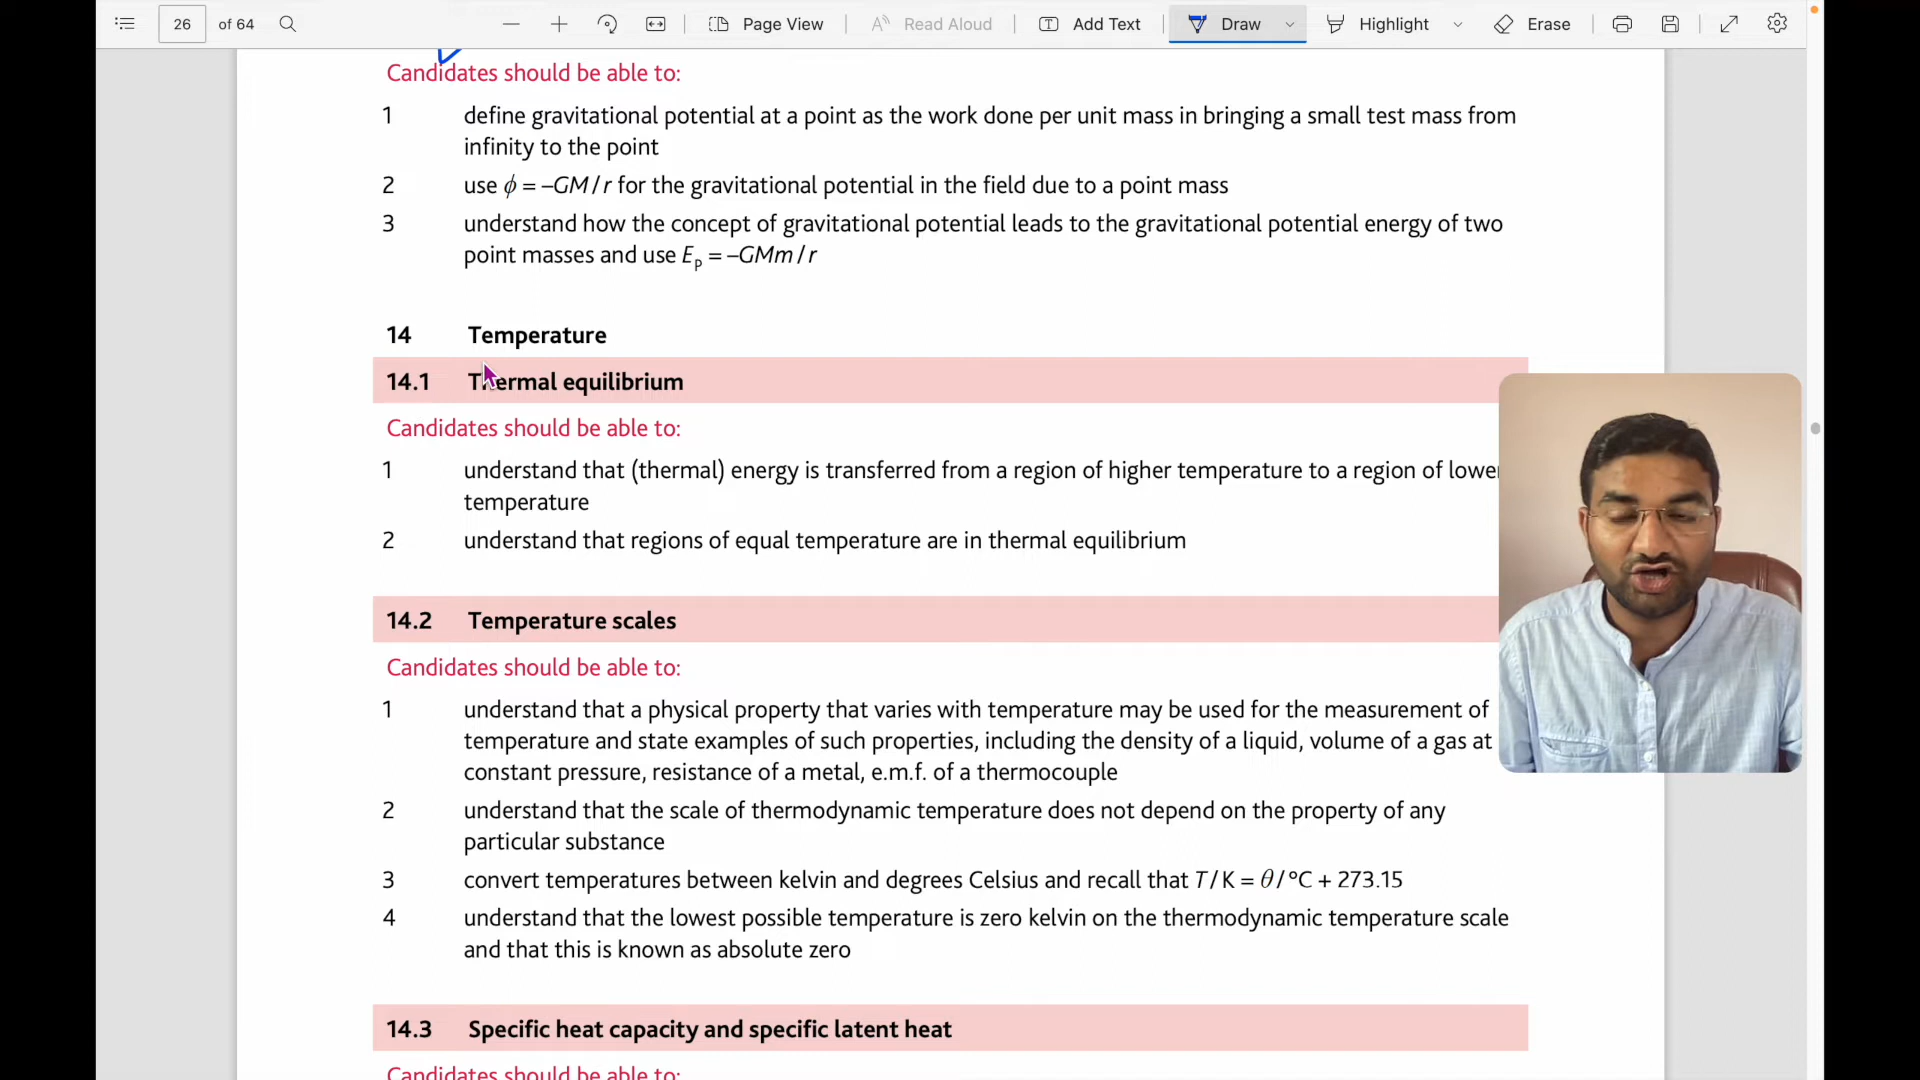 26 of 64 Page View Read Aloud Add Text Draw Highlight Erase
Candidates should be able to:
1 define gravitational potential at a point as the work done per unit mass in bringing a small test mass from
infinity to the point
2 use ϕ = –GM / r for the gravitational potential in the field due to a point mass
3 understand how the concept of gravitational potential leads to the gravitational potential energy of two
point masses and use Eₚ = –GMm / r
14 Temperature
14.1 Thermal equilibrium
Candidates should be able to:
1 understand that (thermal) energy is transferred from a region of higher temperature to a region of lower
temperature
2 understand that regions of equal temperature are in thermal equilibrium
14.2 Temperature scales
Candidates should be able to:
1 understand that a physical property that varies with temperature may be used for the measurement of
temperature and state examples of such properties, including the density of a liquid, volume of a gas at
constant pressure, resistance of a metal, e.m.f. of a thermocouple
2 understand that the scale of thermodynamic temperature does not depend on the property of any
particular substance
3 convert temperatures between kelvin and degrees Celsius and recall that T / K = θ / °C + 273.15
4 understand that the lowest possible temperature is zero kelvin on the thermodynamic temperature scale
and that this is known as absolute zero
14.3 Specific heat capacity and specific latent heat
Candidates should be able to: